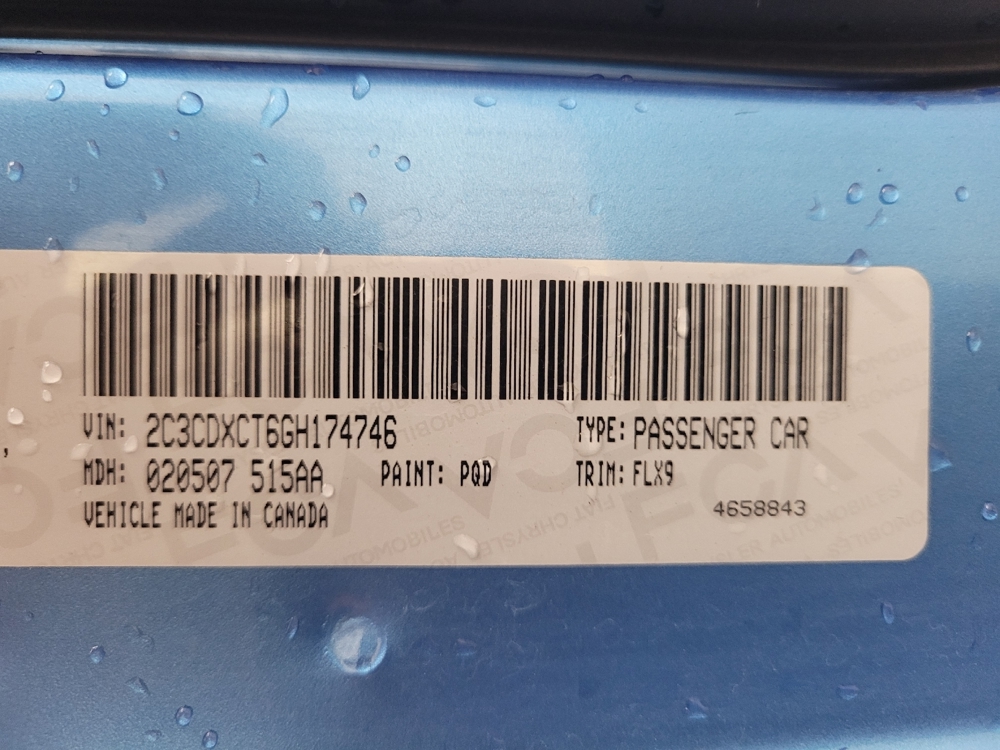 VIN: 2C3CDXCT6GH174746 TYPE: PASSENGER CAR
MDH: 020507 515AA PAINT: PQD TRIM: FLX9
VEHICLE MADE IN CANADA 4658843